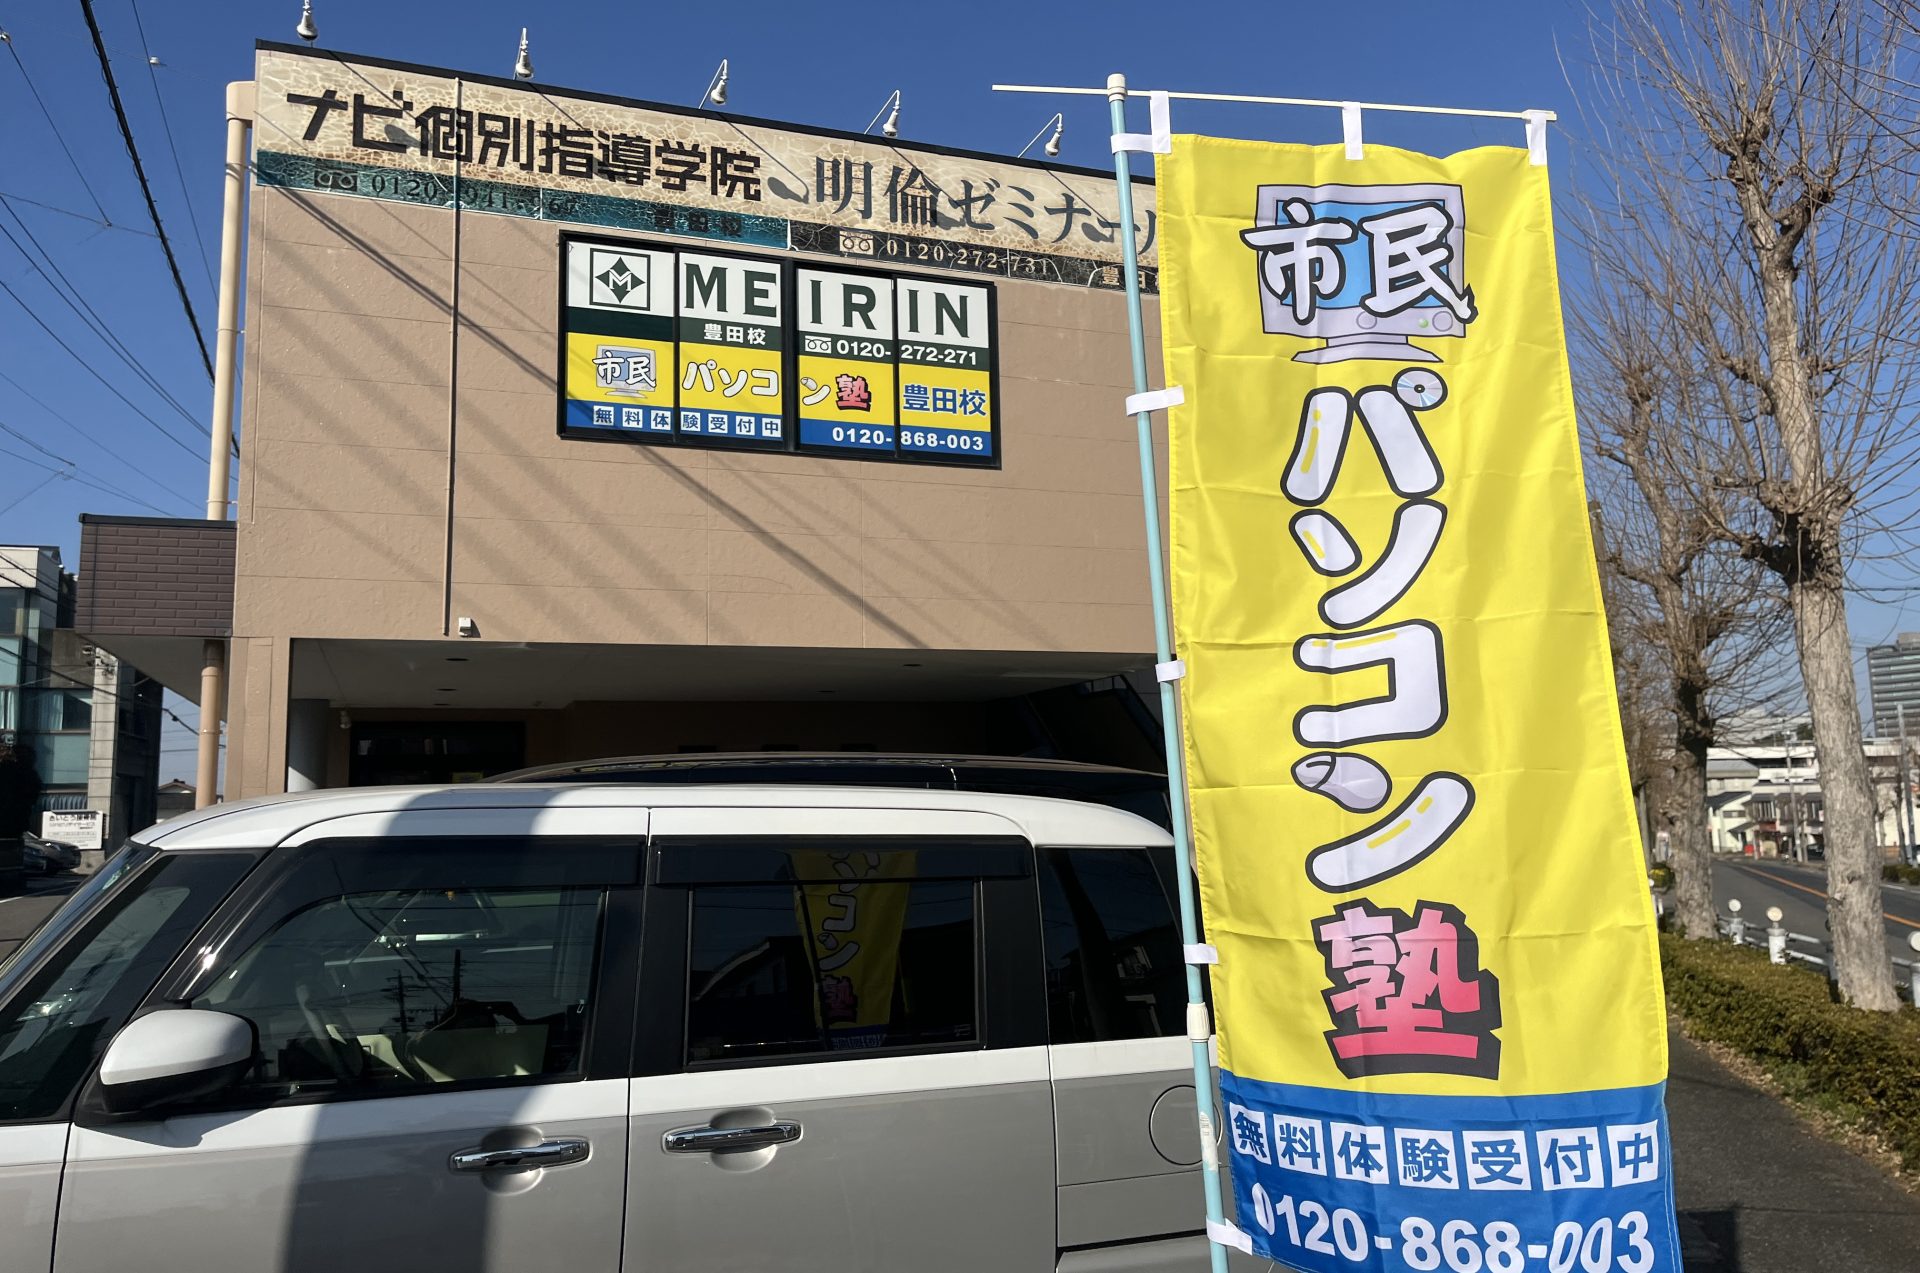 ナビ個別指導学院
豊田校
明倫ゼミナール
0120-272-731
MEIRIN
豊田校
0120-272-271
市民パソコン塾 豊田校
無料体験受付中
0120-868-003
市民
パソコン塾
無料体験受付中
0120-868-003